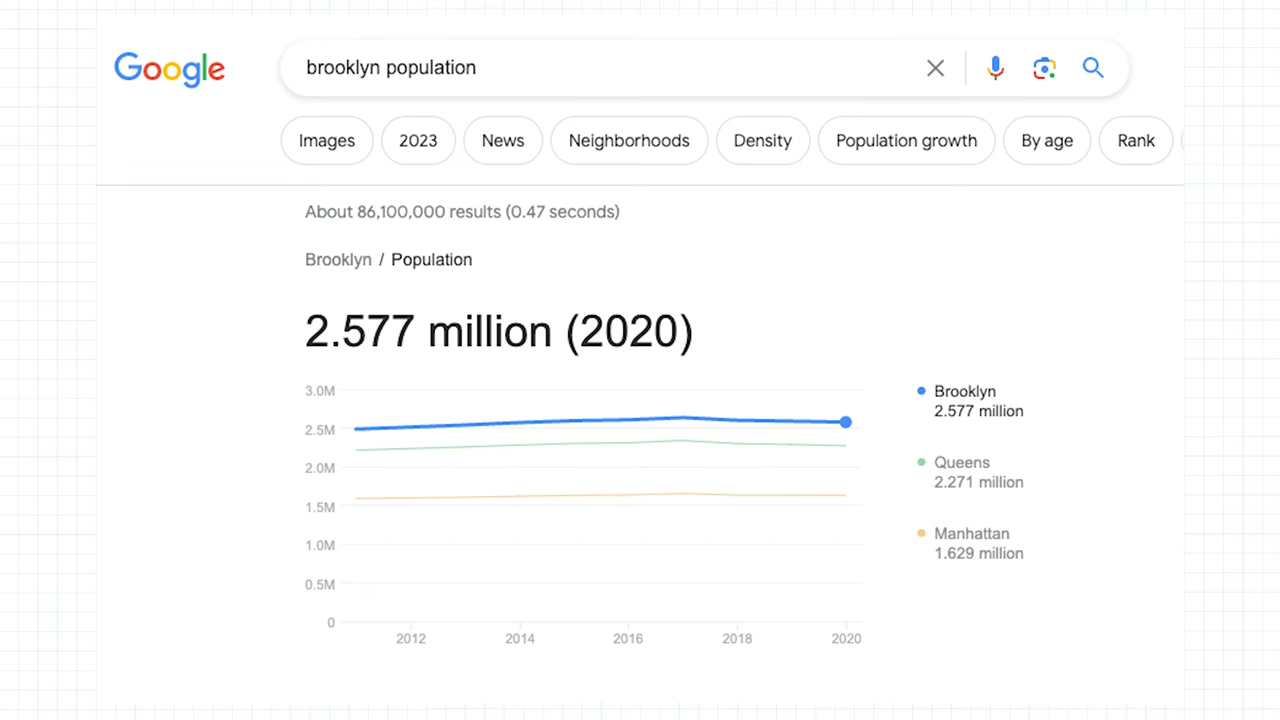 Google
brooklyn population
Images 2023 News Neighborhoods Density Population growth By age Rank
About 86,100,000 results (0.47 seconds)
Brooklyn / Population
2.577 million (2020)
3.0M
2.5M
2.0M
1.5M
1.0M
0.5M
0
2012 2014 2016 2018 2020
Brooklyn
2.577 million
Queens
2.271 million
Manhattan
1.629 million